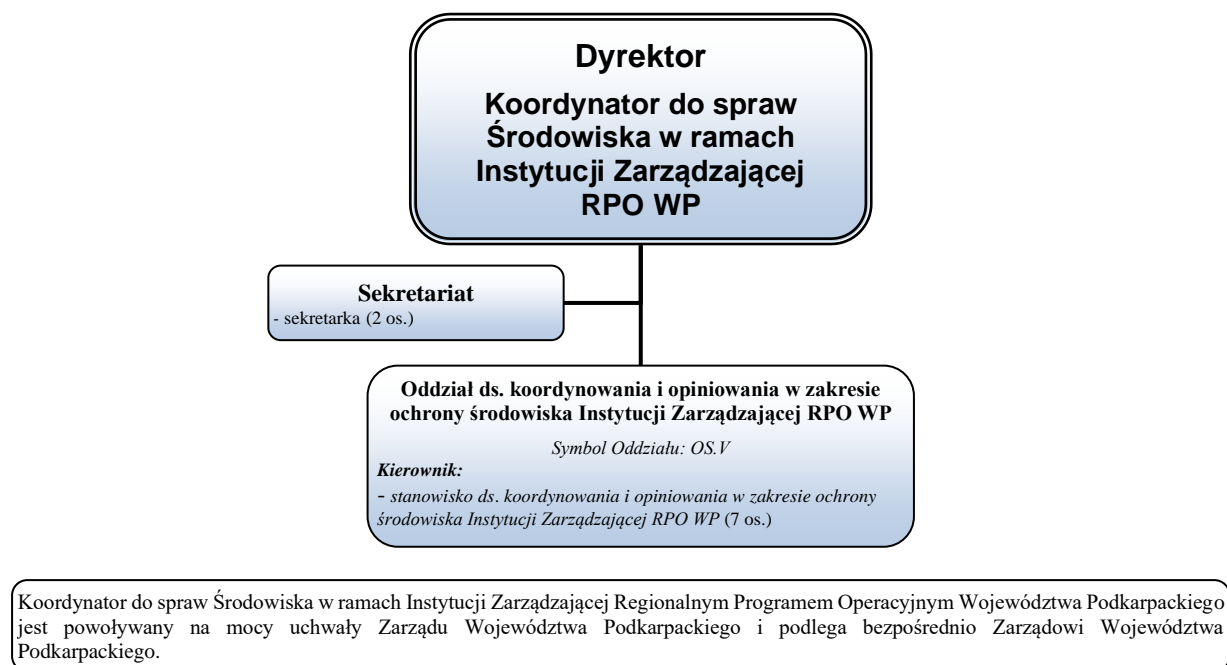 Dyrektor
Koordynator do spraw
Środowiska w ramach
Instytucji Zarządzającej
RPO WP
Sekretariat
- sekretarka (2 os.)
Oddział ds. koordynowania i opiniowania w zakresie
ochrony środowiska Instytucji Zarządzającej RPO WP
Symbol Oddziału: OS.V
Kierownik:
- stanowisko ds. koordynowania i opiniowania w zakresie ochrony
środowiska Instytucji Zarządzającej RPO WP (7 os.)
Koordynator do spraw Środowiska w ramach Instytucji Zarządzającej Regionalnym Programem Operacyjnym Województwa Podkarpackiego
jest powoływany na mocy uchwały Zarządu Województwa Podkarpackiego i podlega bezpośrednio Zarządowi Województwa
Podkarpackiego.